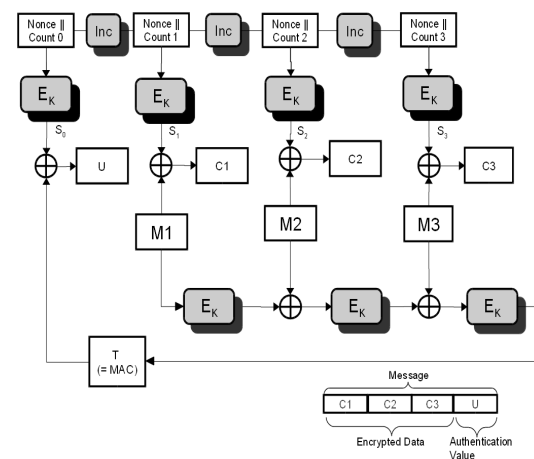 Nonce ||
Count 0
Inc
Nonce ||
Count 1
Inc
Nonce ||
Count 2
Inc
Nonce ||
Count 3
EK
EK
EK
EK
S0
S1
S2
S3
U
C1
C2
C3
M1
M2
M3
EK
EK
EK
T
(= MAC)
Message
C1
C2
C3
U
Encrypted Data
Authentication
Value